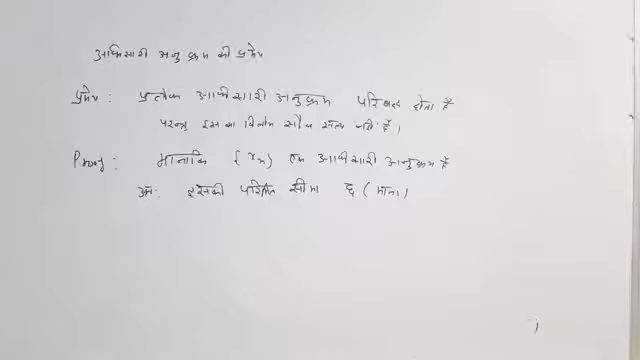 अभिसारी अनुक्रम की प्रमेय
प्रमेय : प्रत्येक अभिसारी अनुक्रम परिबद्ध होता है
परन्तु इसका विलोम सदैव सत्य नहीं है।
Proof : मानाकि {xn} एक अभिसारी अनुक्रम है
अतः इसकी परिमित सीमा (माना)